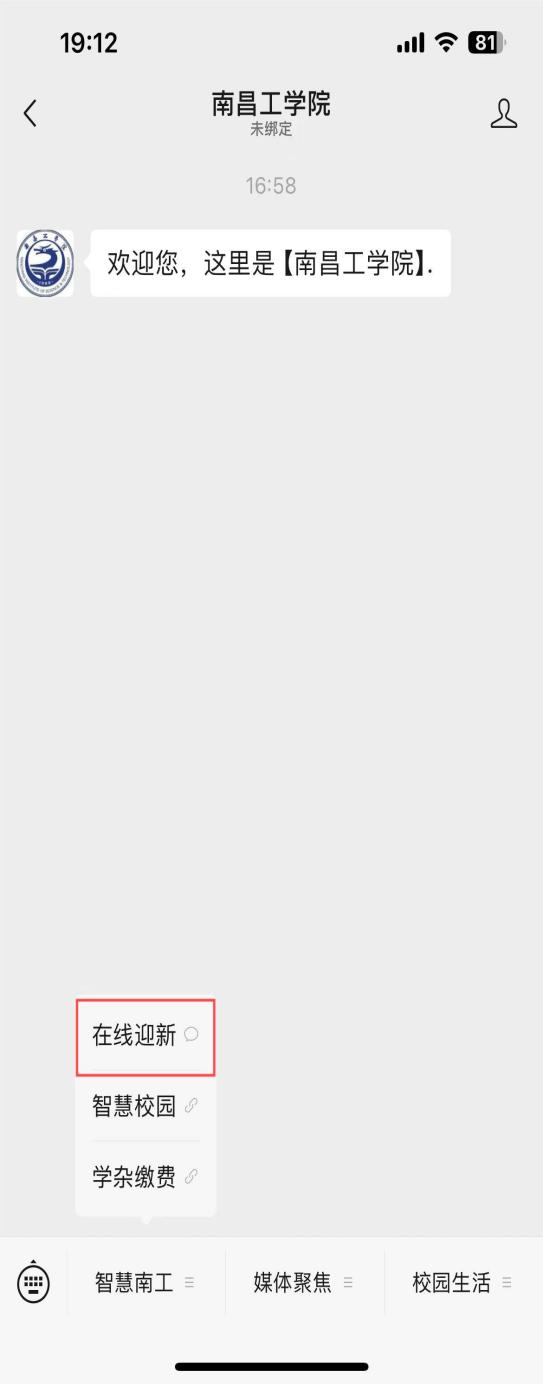 19:12
81
南昌工学院
未绑定
16:58
欢迎您，这里是【南昌工学院】.
在线迎新
智慧校园
学杂缴费
智慧南工
媒体聚焦
校园生活